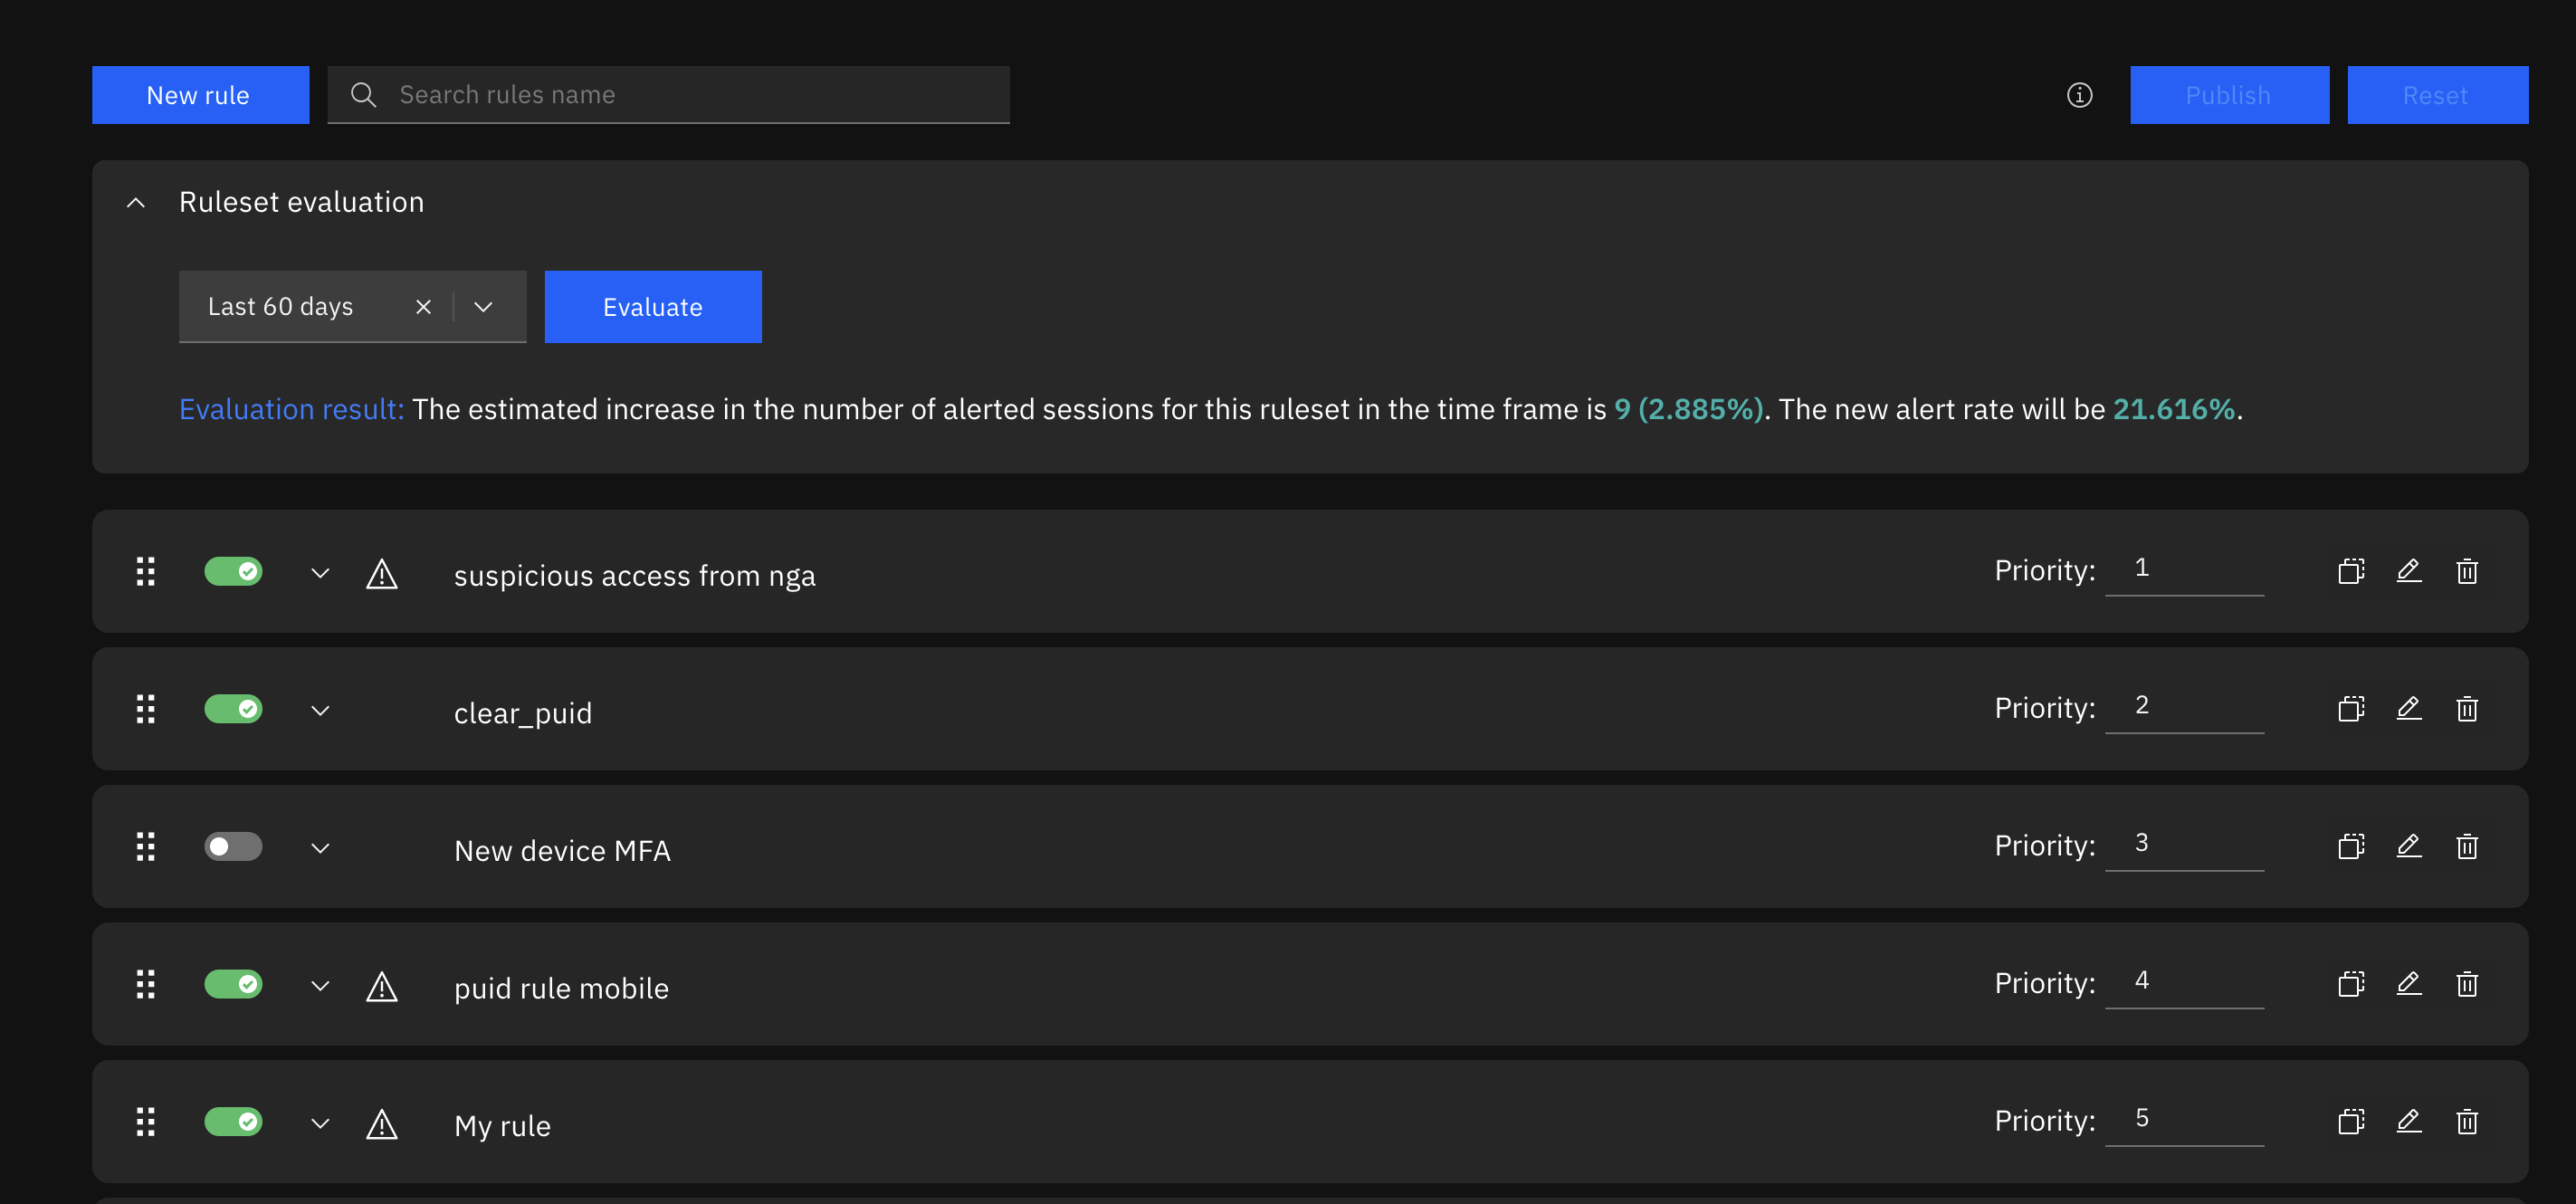 New rule
Search rules name
Publish
Reset
Ruleset evaluation
Last 60 days
Evaluate
Evaluation result: The estimated increase in the number of alerted sessions for this ruleset in the time frame is 9 (2.885%). The new alert rate will be 21.616%.
suspicious access from nga
Priority: 1
clear_puid
Priority: 2
New device MFA
Priority: 3
puid rule mobile
Priority: 4
My rule
Priority: 5